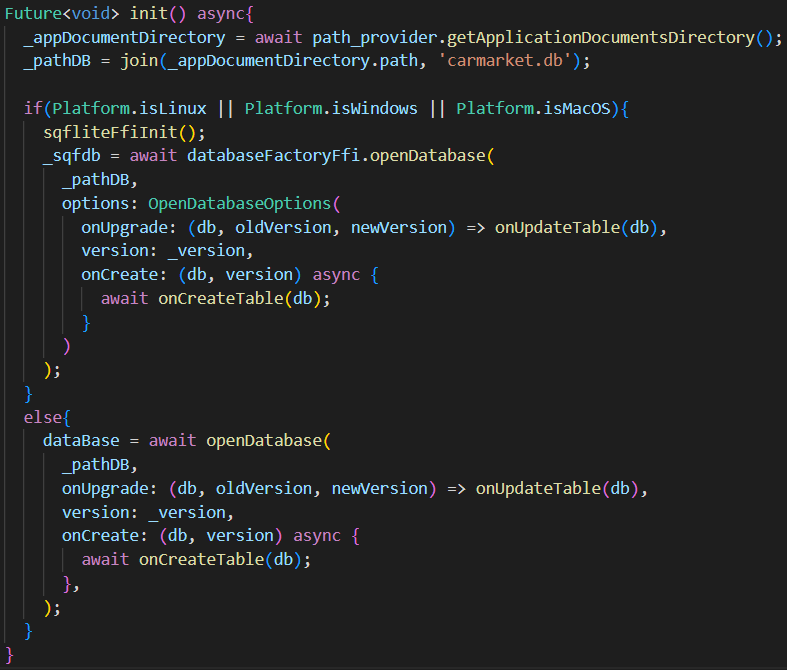 Future<void> init() async{
  _appDocumentDirectory = await path_provider.getApplicationDocumentsDirectory();
  _pathDB = join(_appDocumentDirectory.path, 'carmarket.db');

  if(Platform.isLinux || Platform.isWindows || Platform.isMacOS){
    sqfliteFfiInit();
    _sqfdb = await databaseFactoryFfi.openDatabase(
      _pathDB,
      options: OpenDatabaseOptions(
        onUpgrade: (db, oldVersion, newVersion) => onUpdateTable(db),
        version: _version,
        onCreate: (db, version) async {
          await onCreateTable(db);
        }
      )
    );
  }
  else{
    dataBase = await openDatabase(
      _pathDB,
      onUpgrade: (db, oldVersion, newVersion) => onUpdateTable(db),
      version: _version,
      onCreate: (db, version) async {
        await onCreateTable(db);
      },
    );
  }
}